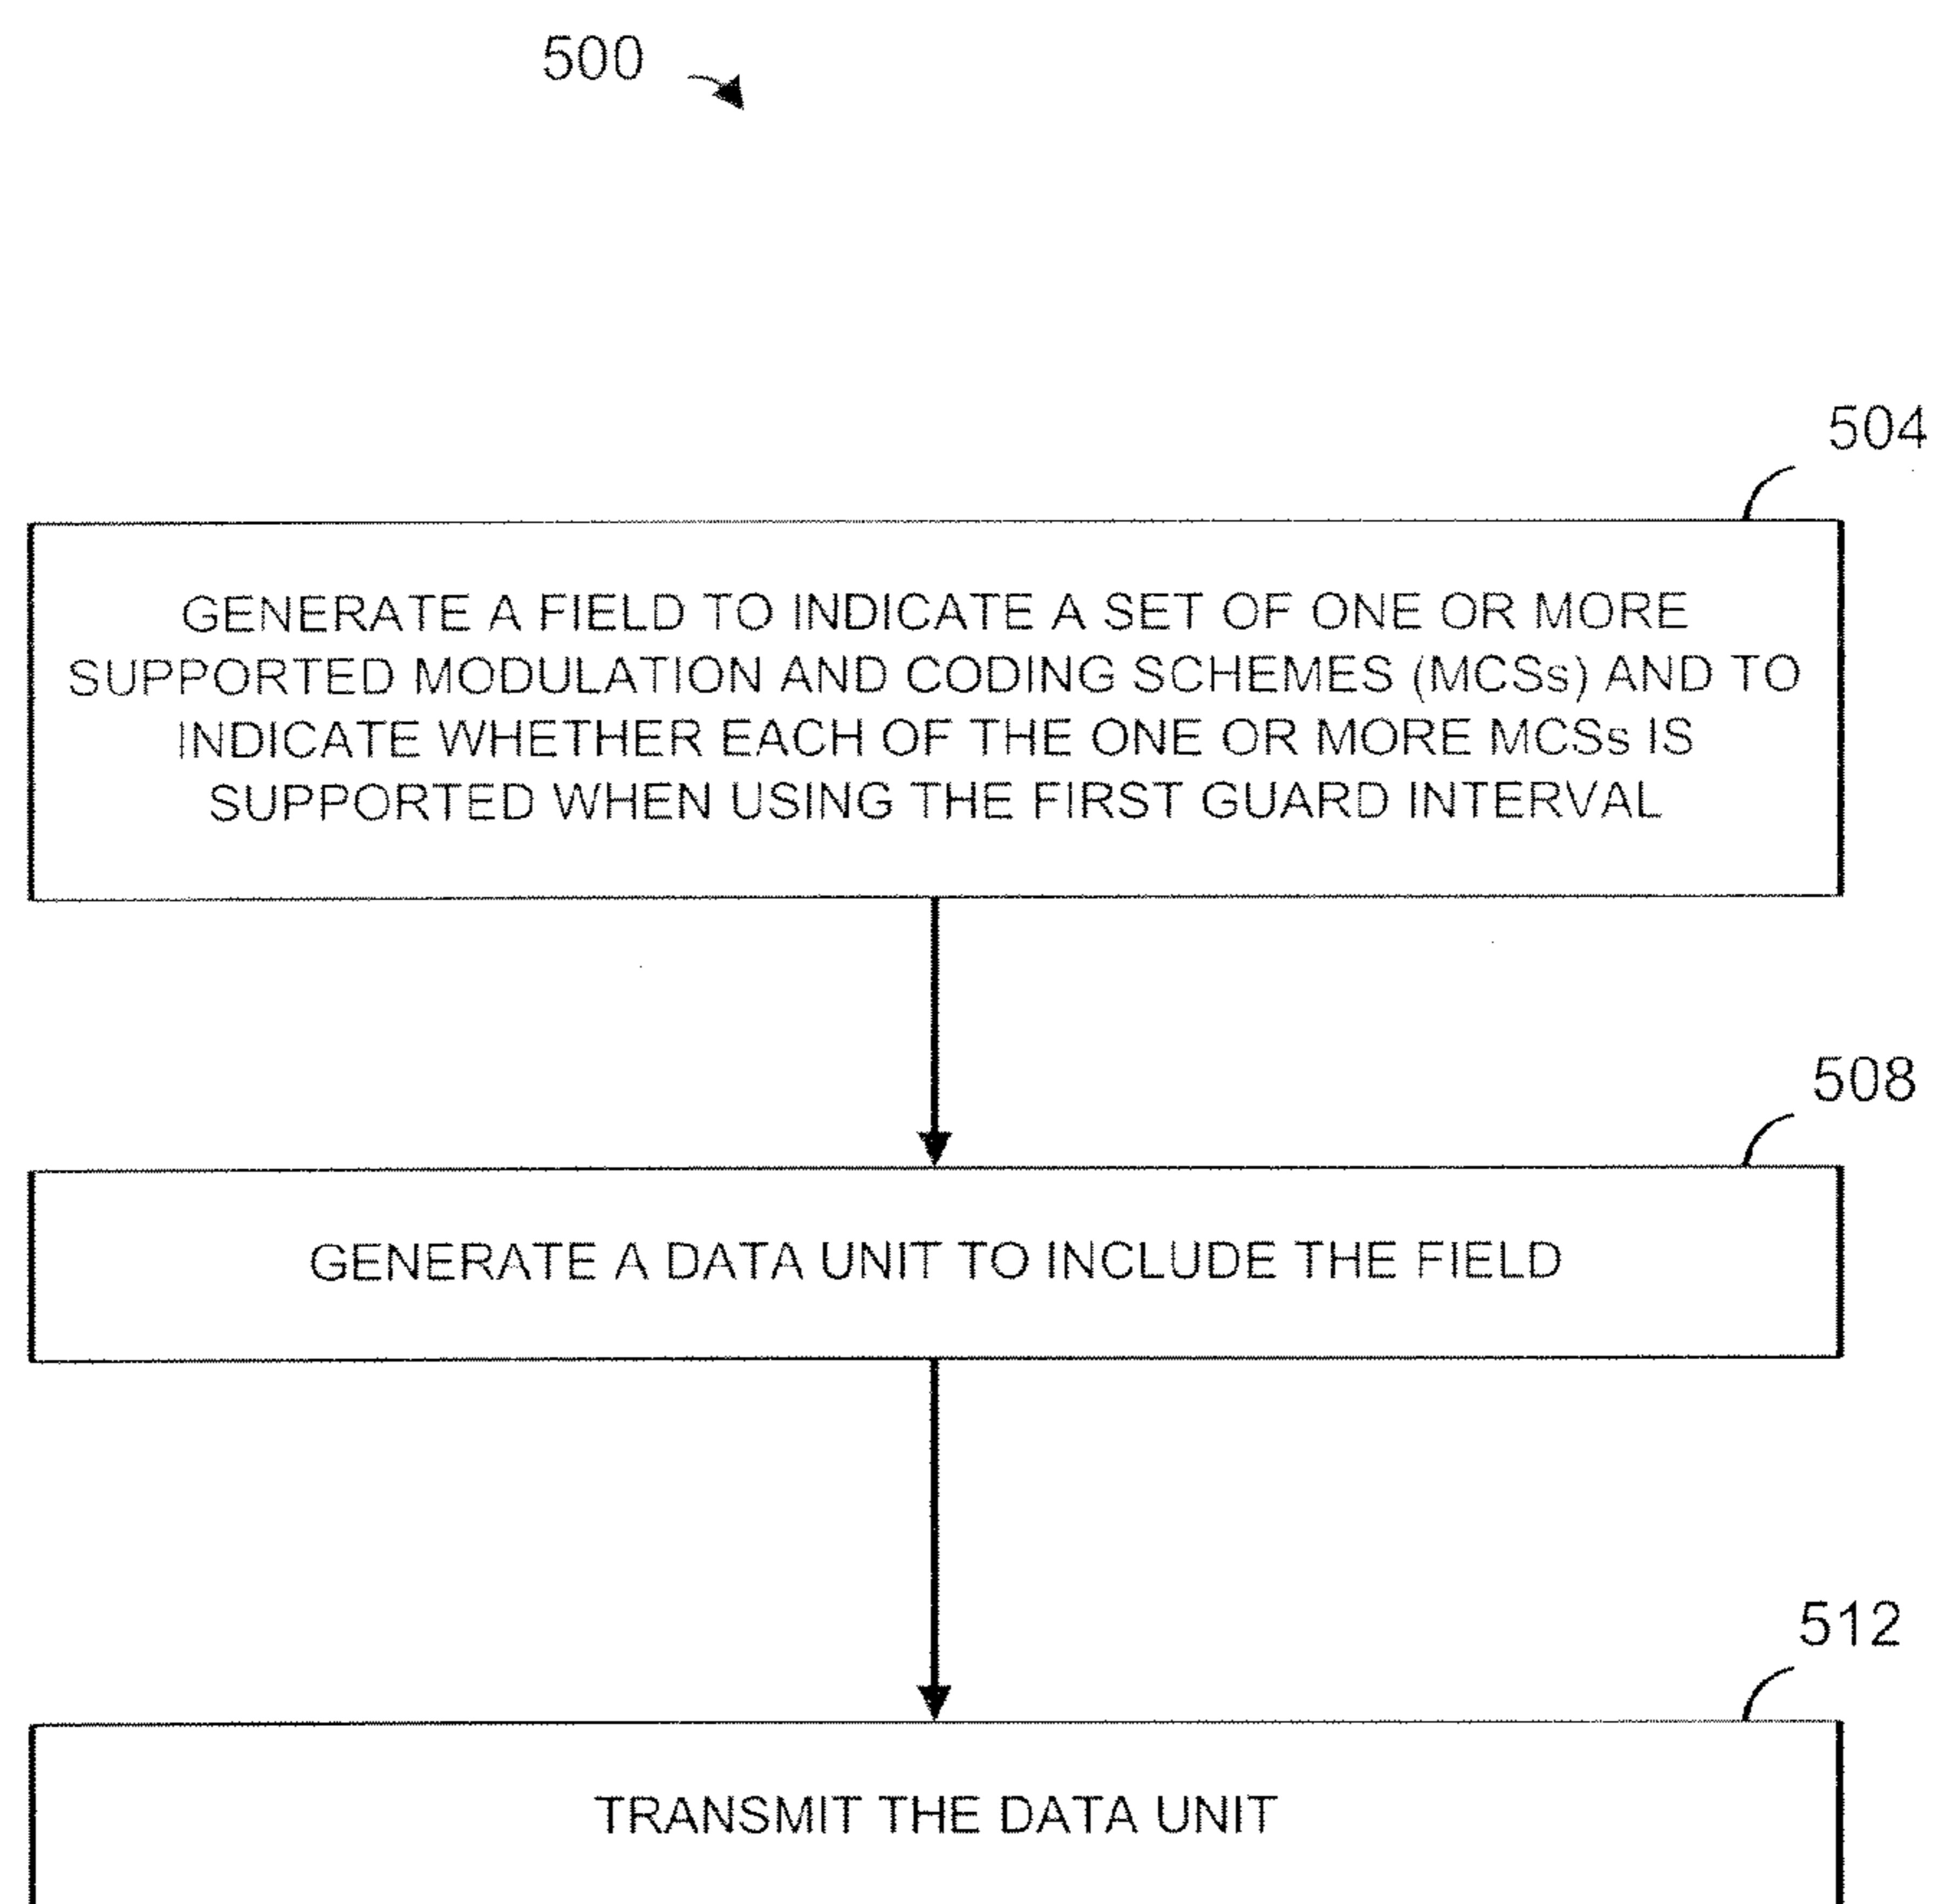 500
504
GENERATE A FIELD TO INDICATE A SET OF ONE OR MORE
SUPPORTED MODULATION AND CODING SCHEMES (MCSs) AND TO
INDICATE WHETHER EACH OF THE ONE OR MORE MCSs IS
SUPPORTED WHEN USING THE FIRST GUARD INTERVAL
508
GENERATE A DATA UNIT TO INCLUDE THE FIELD
512
TRANSMIT THE DATA UNIT